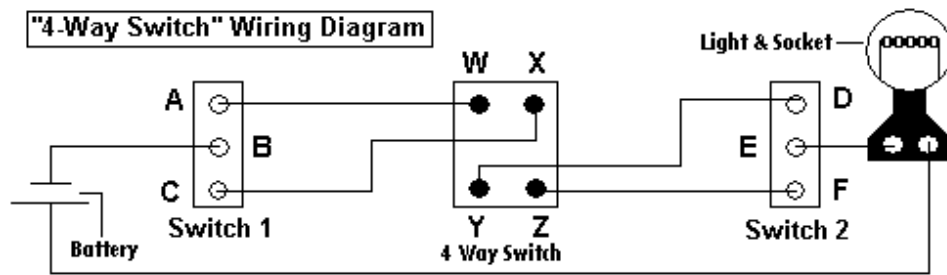 "4-Way Switch" Wiring Diagram
Light & Socket
W X
A
D
B
E
C
F
Y Z
Switch 1
Switch 2
Battery
4 Way Switch